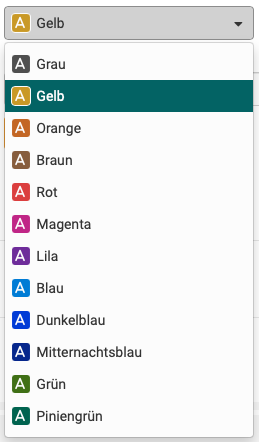 A Gelb
A Grau
A Gelb
A Orange
A Braun
A Rot
A Magenta
A Lila
A Blau
A Dunkelblau
A Mitternachtsblau
A Grün
A Piniengrün